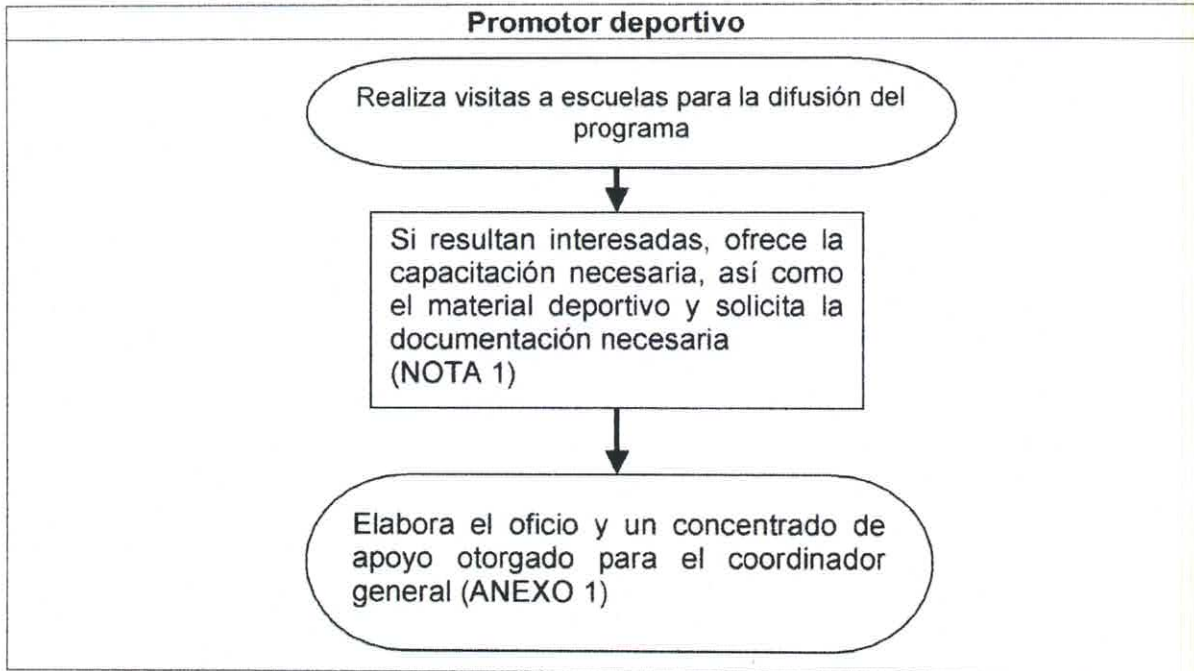 Promotor deportivo
Realiza visitas a escuelas para la difusión del
programa
Si resultan interesadas, ofrece la
capacitación necesaria, así como
el material deportivo y solicita la
documentación necesaria
(NOTA 1)
Elabora el oficio y un concentrado de
apoyo otorgado para el coordinador
general (ANEXO 1)